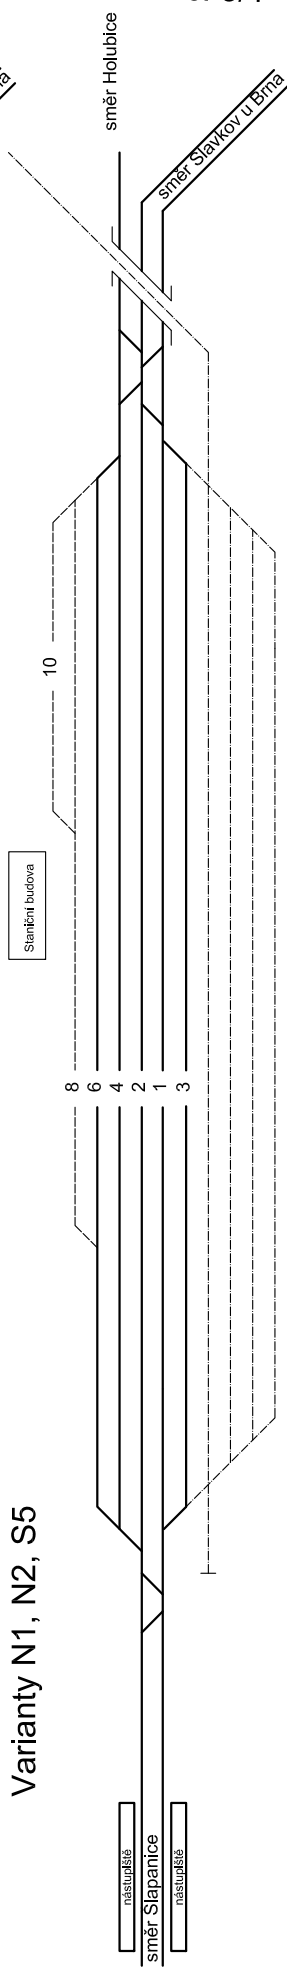 Varianty N1, N2, S5
směr Holubice
směr Slavkov u Brna
10
Staniční budova
8
6
4
2
1
3
nástupiště
směr Šlapanice
nástupiště